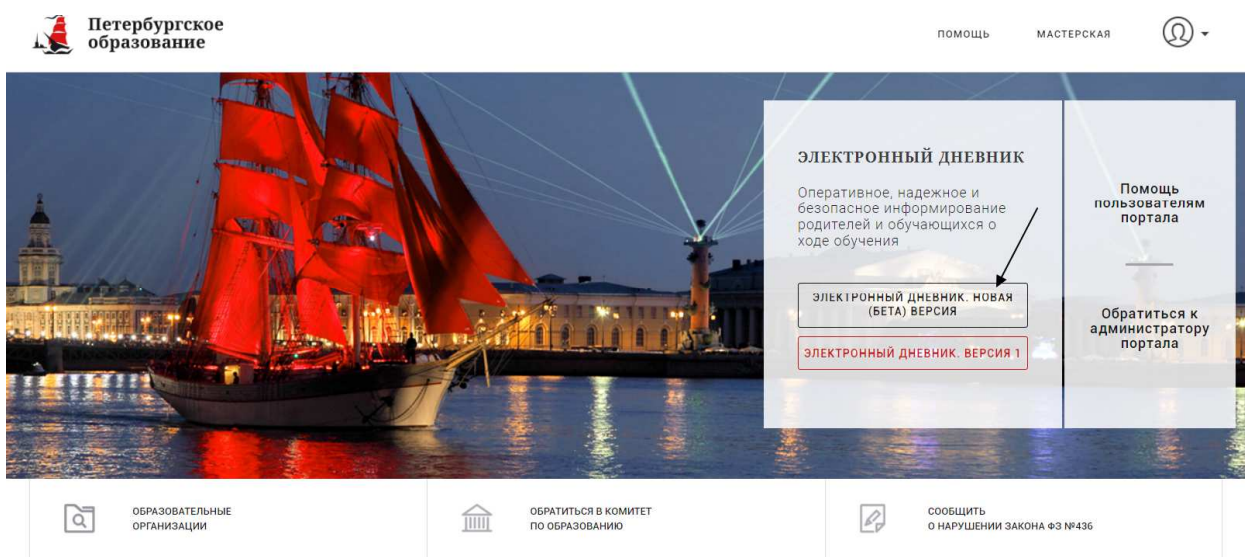 Петербургское
образование
ПОМОЩЬ
МАСТЕРСКАЯ
ЭЛЕКТРОННЫЙ ДНЕВНИК
Оперативное, надежное и
безопасное информирование
родителей и обучающихся о
ходе обучения
ЭЛЕКТРОННЫЙ ДНЕВНИК. НОВАЯ
(БЕТА) ВЕРСИЯ
ЭЛЕКТРОННЫЙ ДНЕВНИК. ВЕРСИЯ 1
Помощь
пользователям
портала
Обратиться к
администратору
портала
ОБРАЗОВАТЕЛЬНЫЕ
ОРГАНИЗАЦИИ
ОБРАТИТЬСЯ В КОМИТЕТ
ПО ОБРАЗОВАНИЮ
СООБЩИТЬ
О НАРУШЕНИИ ЗАКОНА ФЗ №436